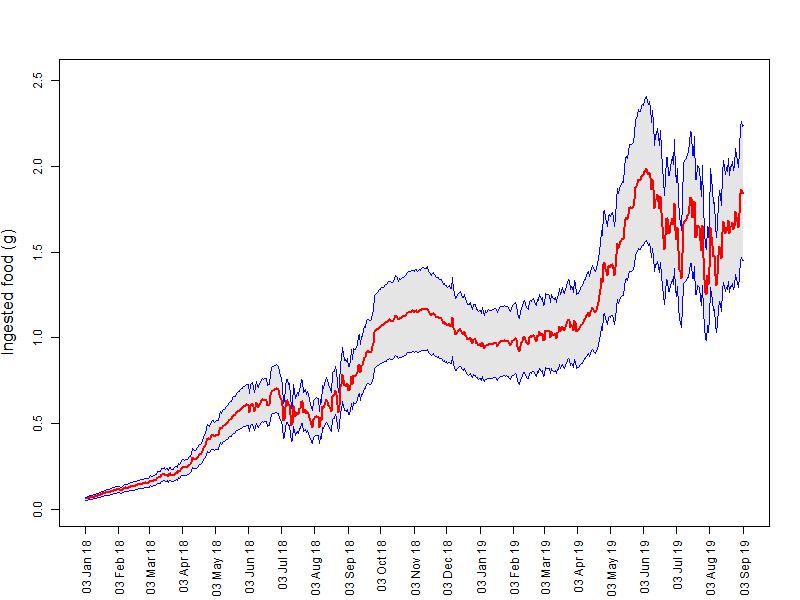 Ingested food (g)
2.5
2.0
1.5
1.0
0.5
0.0
03 Jan 18
03 Feb 18
03 Mar 18
03 Apr 18
03 May 18
03 Jun 18
03 Jul 18
03 Aug 18
03 Sep 18
03 Oct 18
03 Nov 18
03 Dec 18
03 Jan 19
03 Feb 19
03 Mar 19
03 Apr 19
03 May 19
03 Jun 19
03 Jul 19
03 Aug 19
03 Sep 19